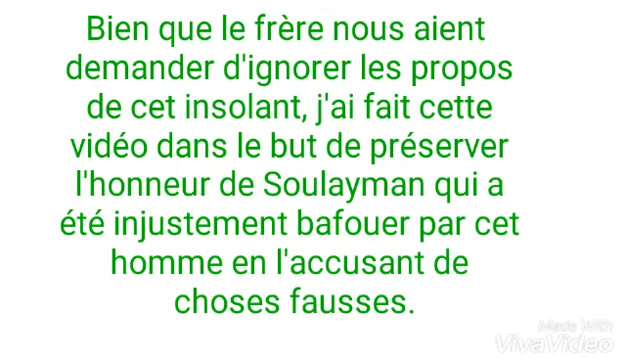 Bien que le frère nous aient
demander d'ignorer les propos
de cet insolant, j'ai fait cette
vidéo dans le but de préserver
l'honneur de Soulayman qui a
été injustement bafouer par cet
homme en l'accusant de
choses fausses.
Made With
VivaVideo